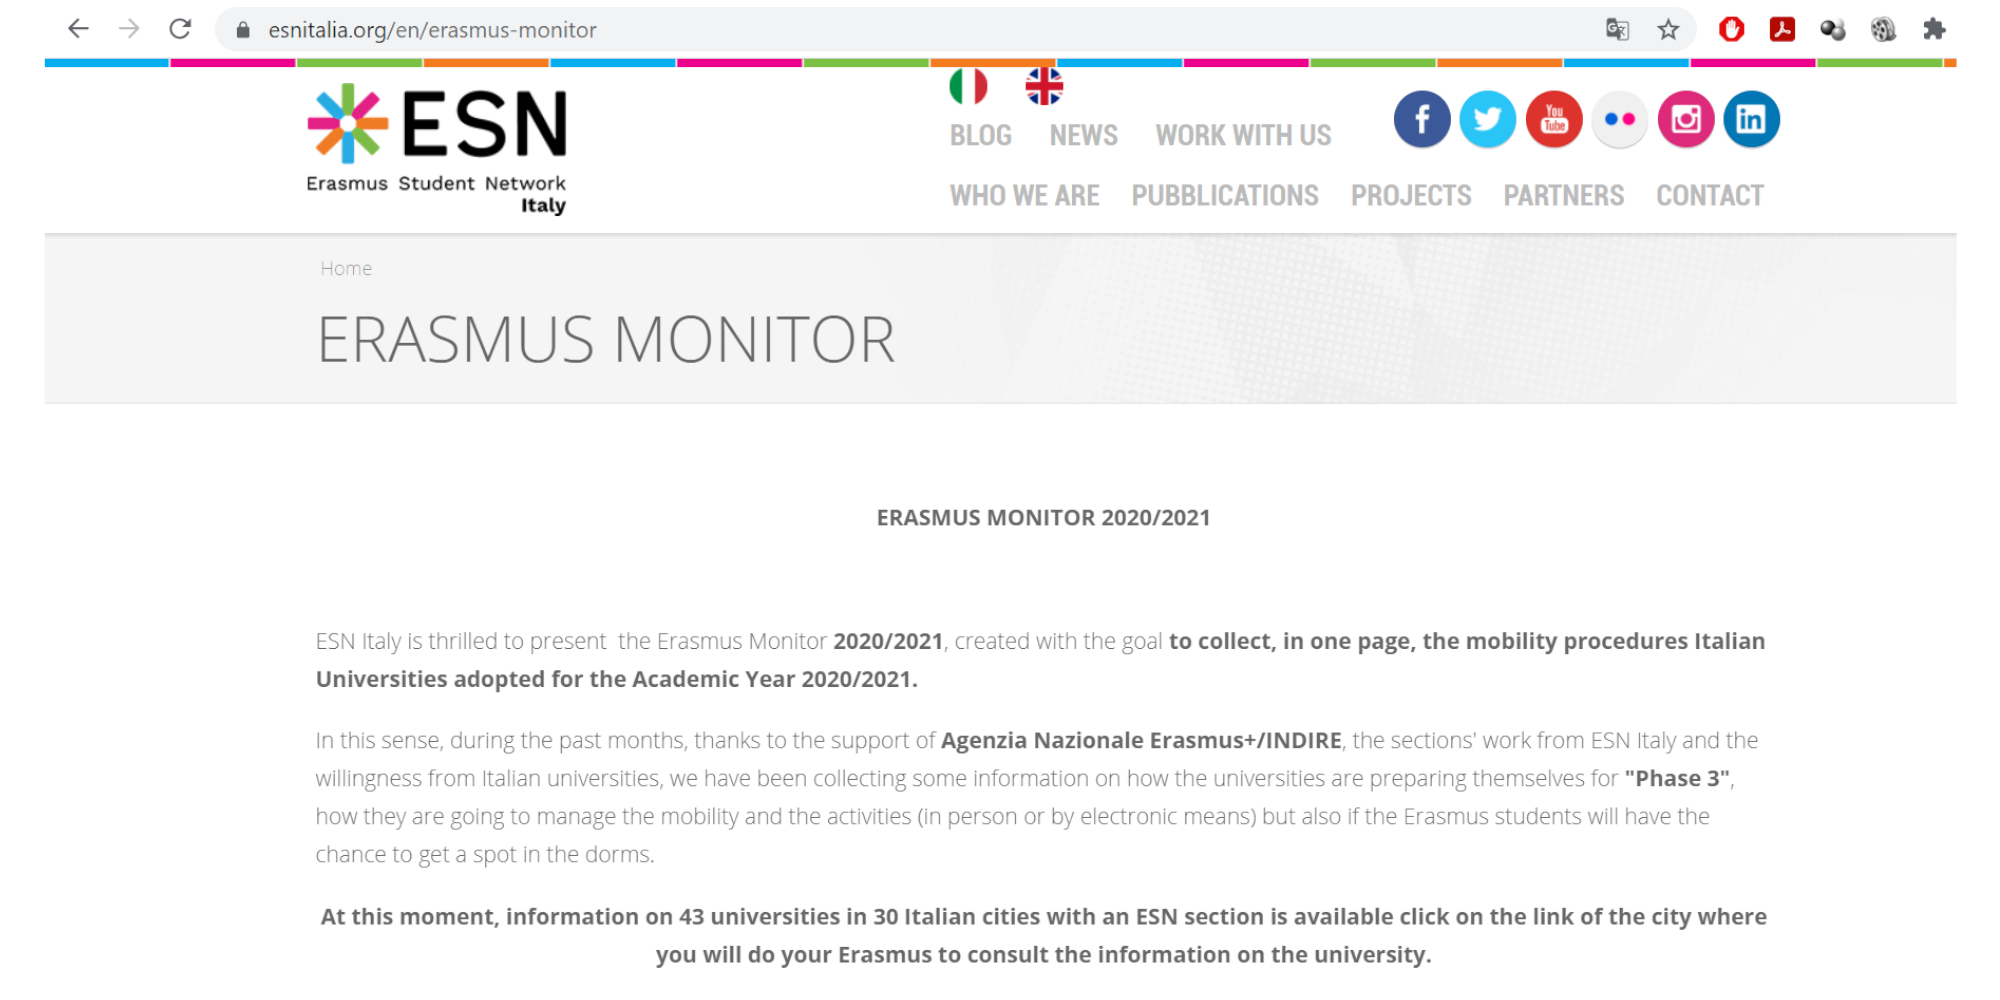 esnitalia.org/en/erasmus-monitor
ESN
Erasmus Student Network
Italy
BLOG NEWS WORK WITH US
You
Tube
in
WHO WE ARE PUBBLICATIONS PROJECTS PARTNERS CONTACT
Home
ERASMUS MONITOR
ERASMUS MONITOR 2020/2021
ESN Italy is thrilled to present the Erasmus Monitor 2020/2021, created with the goal to collect, in one page, the mobility procedures Italian
Universities adopted for the Academic Year 2020/2021.
In this sense, during the past months, thanks to the support of Agenzia Nazionale Erasmus+/INDIRE, the sections' work from ESN Italy and the
willingness from Italian universities, we have been collecting some information on how the universities are preparing themselves for "Phase 3",
how they are going to manage the mobility and the activities (in person or by electronic means) but also if the Erasmus students will have the
chance to get a spot in the dorms.
At this moment, information on 43 universities in 30 Italian cities with an ESN section is available click on the link of the city where
you will do your Erasmus to consult the information on the university.